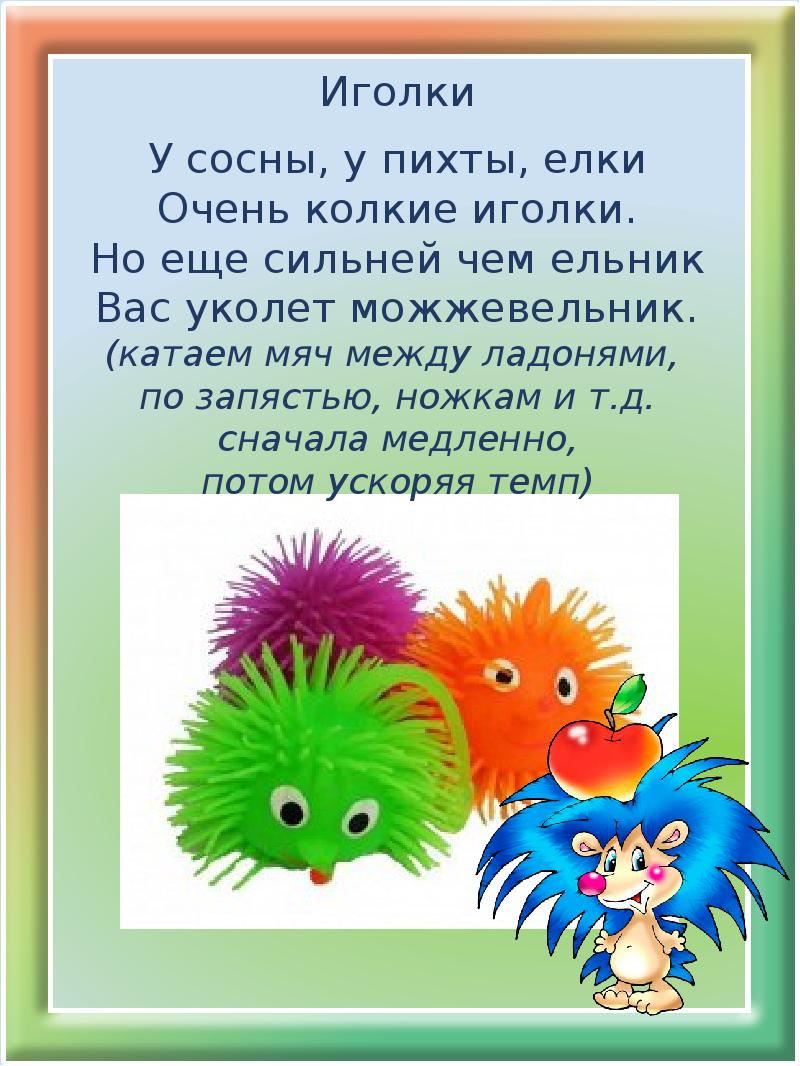 Иголки
У сосны, у пихты, елки
Очень колкие иголки.
Но еще сильней чем ельник
Вас уколет можжевельник.
(катаем мяч между ладонями,
по запястью, ножкам и т.д.
сначала медленно,
потом ускоряя темп)